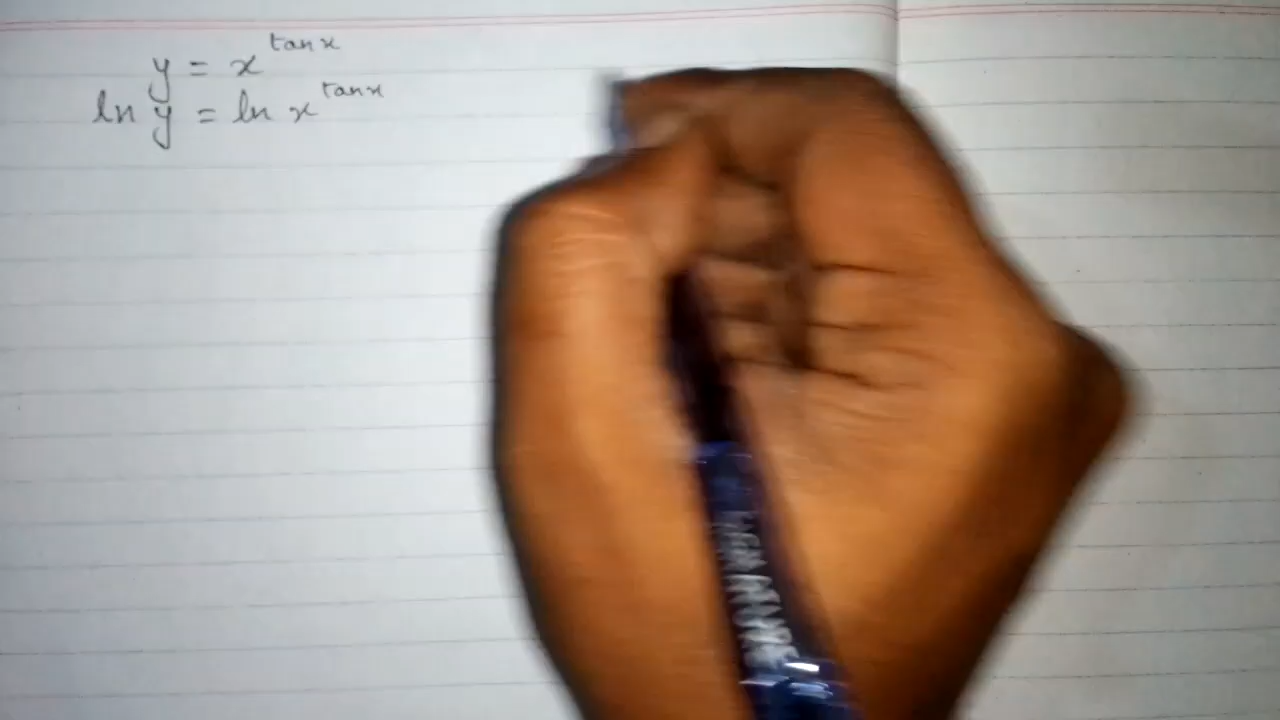 y = x^tan x
ln y = ln x^tan x